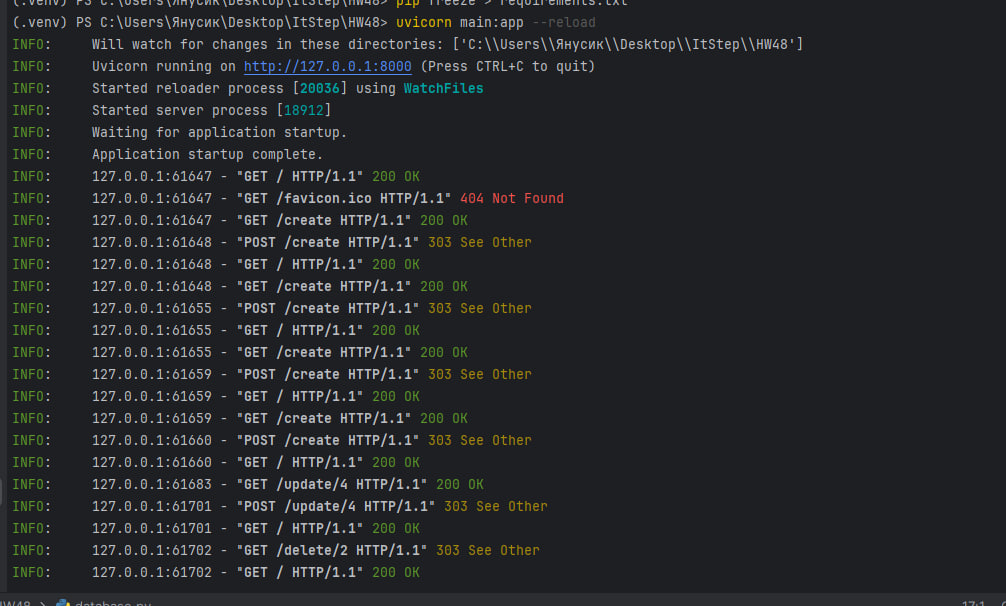 (.venv) PS C:\Users\Янусик\Desktop\ItStep\HW48> pip freeze > requirements.txt
(.venv) PS C:\Users\Янусик\Desktop\ItStep\HW48> uvicorn main:app --reload
INFO:     Will watch for changes in these directories: ['C:\\Users\\Янусик\\Desktop\\ItStep\\HW48']
INFO:     Uvicorn running on http://127.0.0.1:8000 (Press CTRL+C to quit)
INFO:     Started reloader process [20036] using WatchFiles
INFO:     Started server process [18912]
INFO:     Waiting for application startup.
INFO:     Application startup complete.
INFO:     127.0.0.1:61647 - "GET / HTTP/1.1" 200 OK
INFO:     127.0.0.1:61647 - "GET /favicon.ico HTTP/1.1" 404 Not Found
INFO:     127.0.0.1:61647 - "GET /create HTTP/1.1" 200 OK
INFO:     127.0.0.1:61648 - "POST /create HTTP/1.1" 303 See Other
INFO:     127.0.0.1:61648 - "GET / HTTP/1.1" 200 OK
INFO:     127.0.0.1:61648 - "GET /create HTTP/1.1" 200 OK
INFO:     127.0.0.1:61655 - "POST /create HTTP/1.1" 303 See Other
INFO:     127.0.0.1:61655 - "GET / HTTP/1.1" 200 OK
INFO:     127.0.0.1:61655 - "GET /create HTTP/1.1" 200 OK
INFO:     127.0.0.1:61659 - "POST /create HTTP/1.1" 303 See Other
INFO:     127.0.0.1:61659 - "GET / HTTP/1.1" 200 OK
INFO:     127.0.0.1:61659 - "GET /create HTTP/1.1" 200 OK
INFO:     127.0.0.1:61660 - "POST /create HTTP/1.1" 303 See Other
INFO:     127.0.0.1:61660 - "GET / HTTP/1.1" 200 OK
INFO:     127.0.0.1:61683 - "GET /update/4 HTTP/1.1" 200 OK
INFO:     127.0.0.1:61701 - "POST /update/4 HTTP/1.1" 303 See Other
INFO:     127.0.0.1:61701 - "GET / HTTP/1.1" 200 OK
INFO:     127.0.0.1:61702 - "GET /delete/2 HTTP/1.1" 303 See Other
INFO:     127.0.0.1:61702 - "GET / HTTP/1.1" 200 OK
HW48 > database.py 17:1